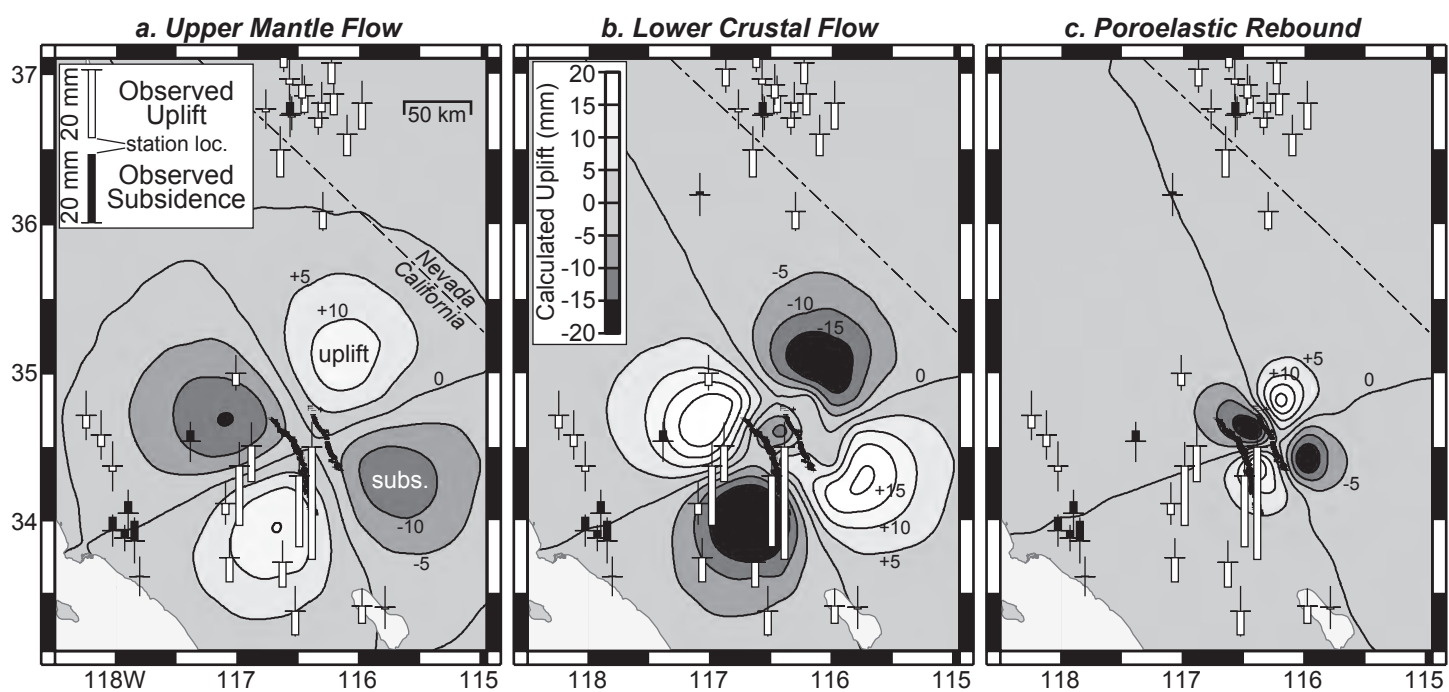 a. Upper Mantle Flow
b. Lower Crustal Flow
c. Poroelastic Rebound
37
36
35
34
20 mm
Observed
Uplift
station loc.
20 mm
Observed
Subsidence
50 km
Nevada
California
+5
+10
uplift
0
subs.
-10
-5
118W
117
116
115
Calculated Uplift (mm)
20
15
10
5
0
-5
-10
-15
-20
-5
-10
-15
0
+15
+10
+5
118
117
116
115
+5
+10
0
-5
118
117
116
115